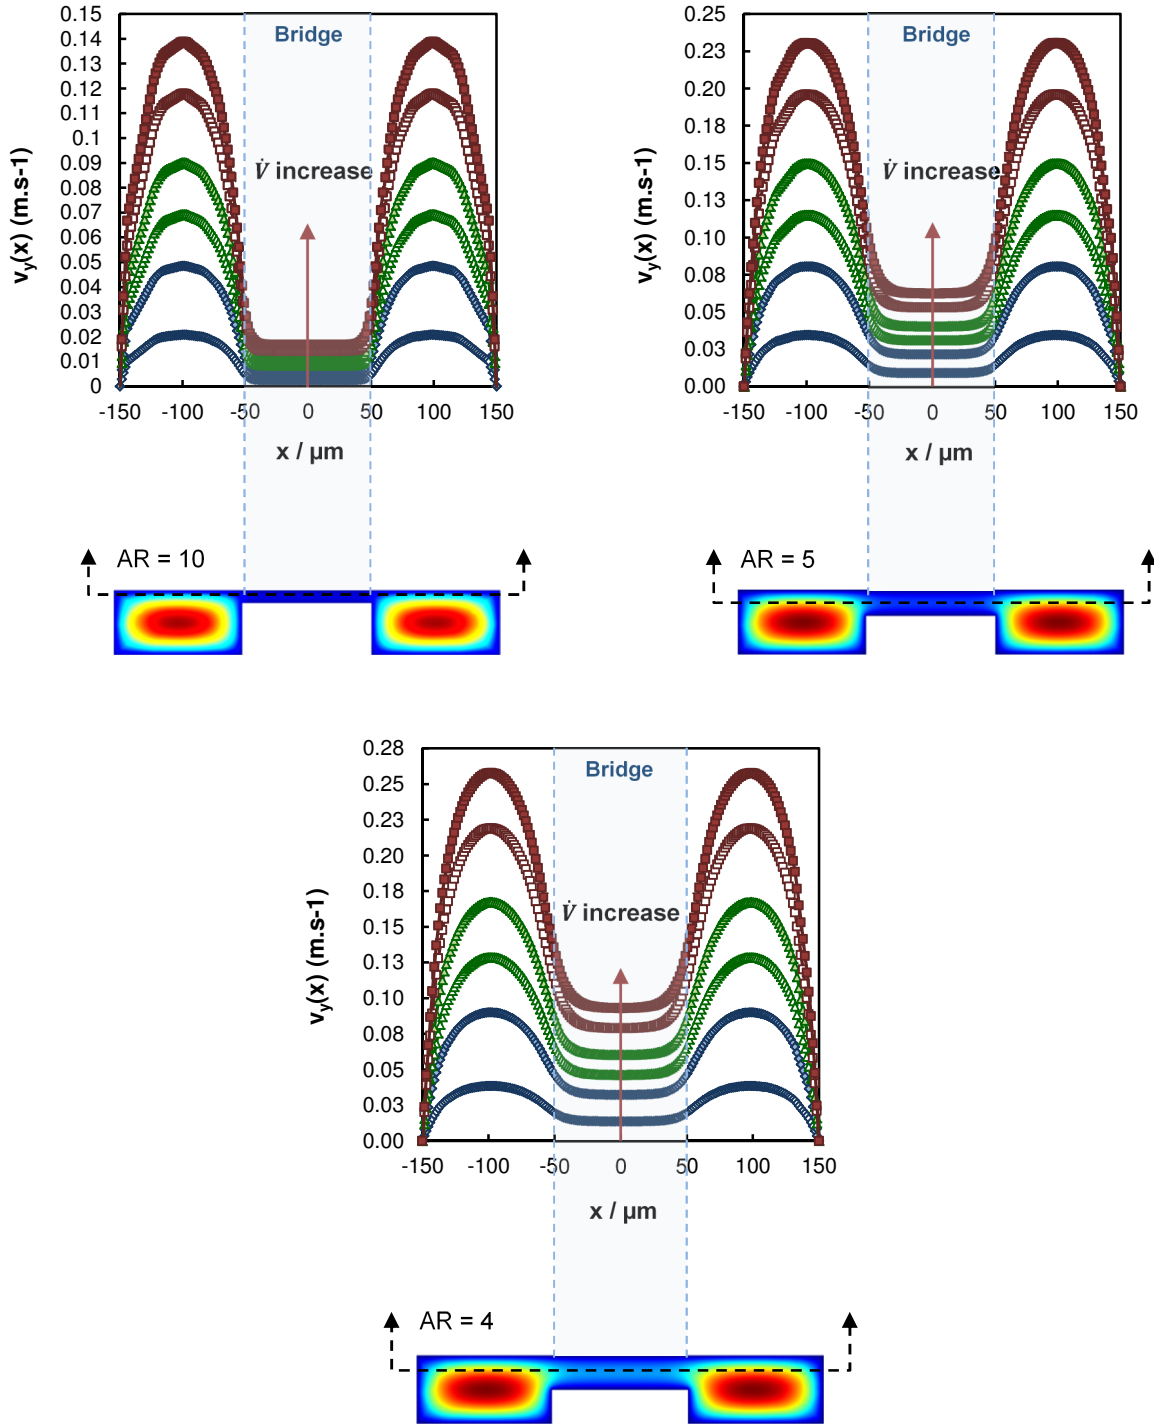 0.15
0.14
0.13
0.12
0.11
0.1
0.09
0.08
0.07
0.06
0.05
0.04
0.03
0.02
0.01
0
v_y(x) (m.s-1)
Bridge
V̇ increase
-150 -100 -50 0 50 100 150
x / µm
AR = 10
0.25
0.23
0.20
0.18
0.15
0.13
0.10
0.08
0.05
0.03
0.00
v_y(x) (m.s-1)
Bridge
V̇ increase
-150 -100 -50 0 50 100 150
x / µm
AR = 5
0.28
0.25
0.23
0.20
0.18
0.15
0.13
0.10
0.08
0.05
0.03
0.00
v_y(x) (m.s-1)
Bridge
V̇ increase
-150 -100 -50 0 50 100 150
x / µm
AR = 4